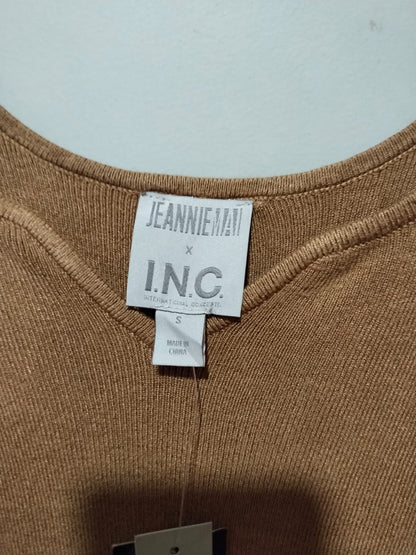 JEANNIEMAI
X
I.N.C.
INTERNATIONAL CONCEPTS
S
MADE IN
CHINA